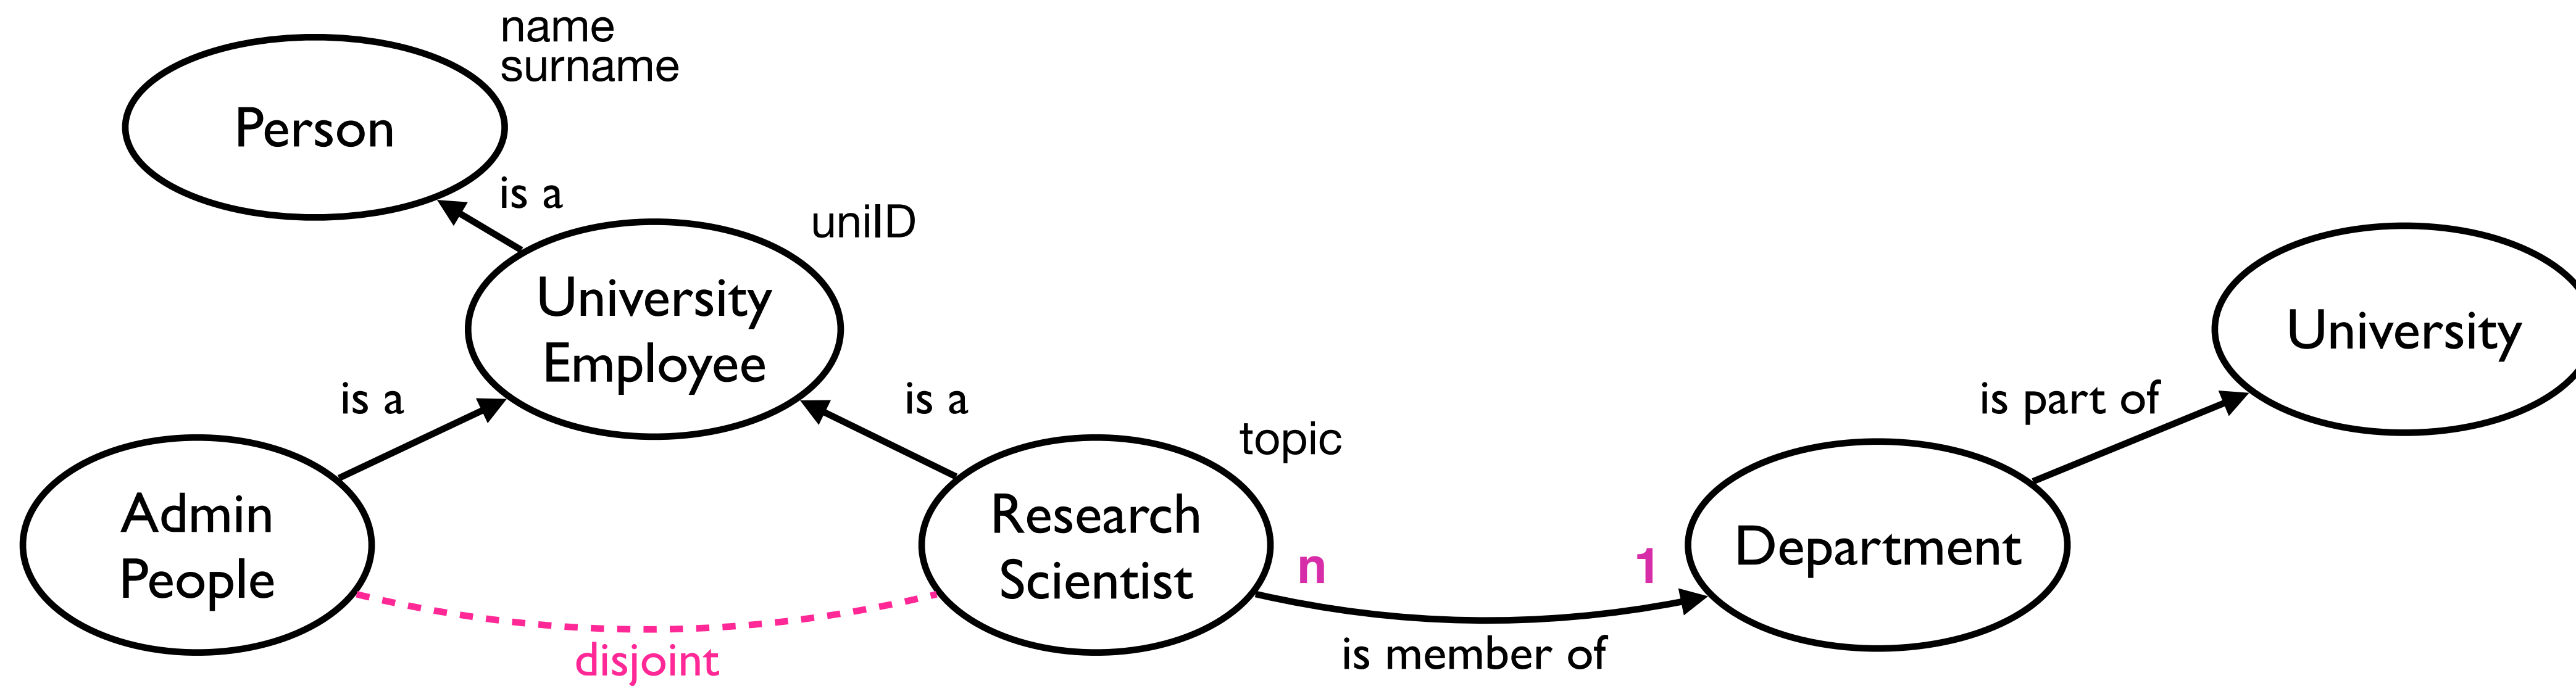 name
surname
Person
is a
uniID
University
Employee
University
is a
is a
is part of
topic
Admin
People
Research
Scientist
n
1
Department
disjoint
is member of